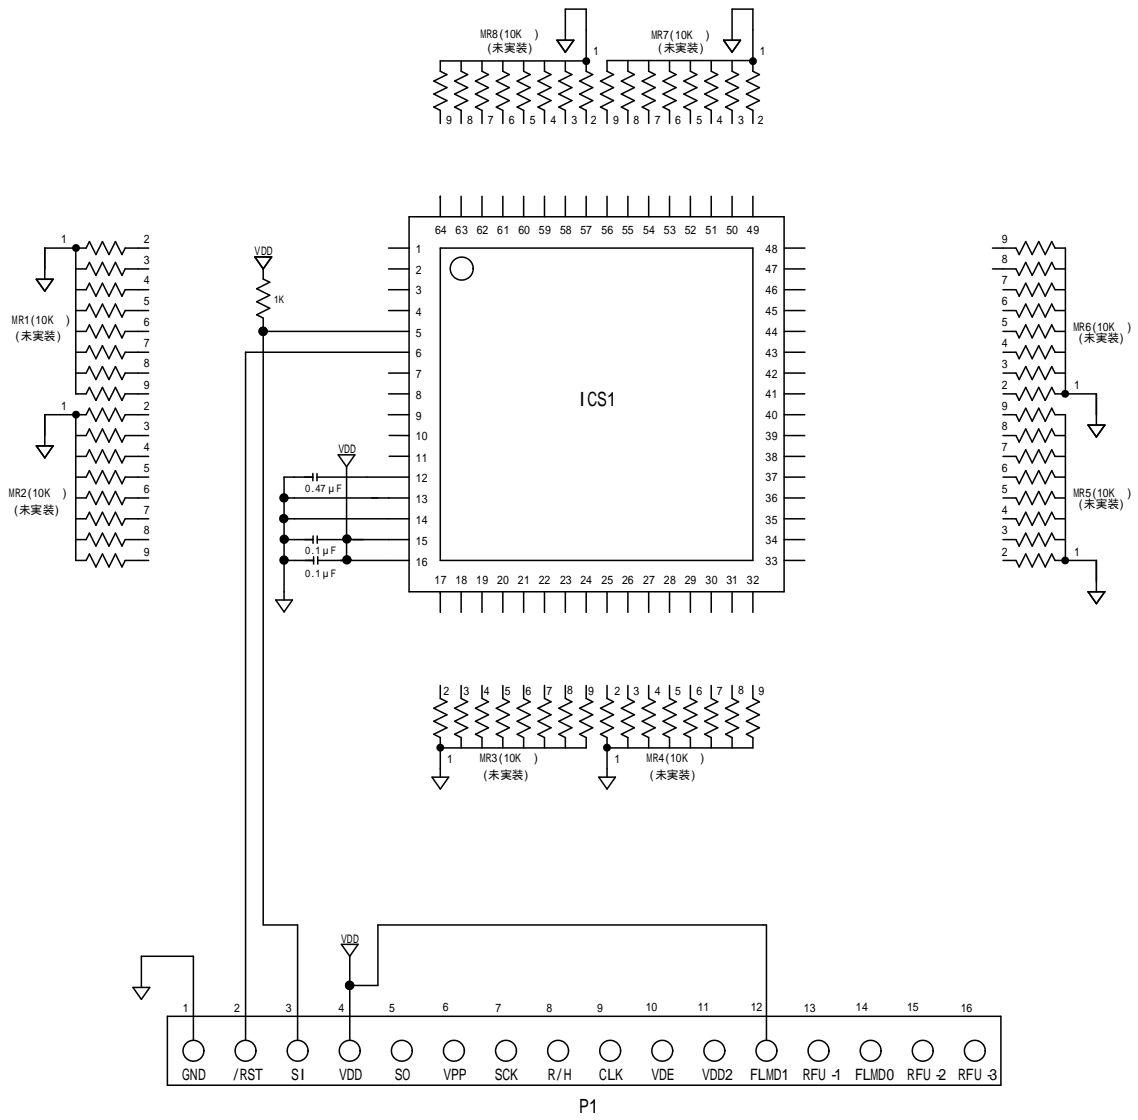 MR8(10K )
(未実装)
1
MR7(10K )
(未実装)
1
9 8 7 6 5 4 3 2 9 8 7 6 5 4 3 2
64 63 62 61 60 59 58 57 56 55 54 53 52 51 50 49
1
2
3
4
5
6
7
8
9
MR1(10K )
(未実装)
1
2
3
4
5
6
7
8
9
MR2(10K )
(未実装)
VDD
1K
1
2
3
4
5
6
7
8
9
10
11
12
13
14
15
16
VDD
0.47μF
0.1μF
0.1μF
ICS1
48
47
46
45
44
43
42
41
40
39
38
37
36
35
34
33
9
8
7
6
5
4
3
2
1
MR6(10K )
(未実装)
9
8
7
6
5
4
3
2
1
MR5(10K )
(未実装)
17 18 19 20 21 22 23 24 25 26 27 28 29 30 31 32
2 3 4 5 6 7 8 9 2 3 4 5 6 7 8 9
1
MR3(10K )
(未実装)
1
MR4(10K )
(未実装)
VDD
1 2 3 4 5 6 7 8 9 10 11 12 13 14 15 16
GND /RST SI VDD SO VPP SCK R/H CLK VDE VDD2 FLMD1 RFU-1 FLMD0 RFU-2 RFU-3
P1